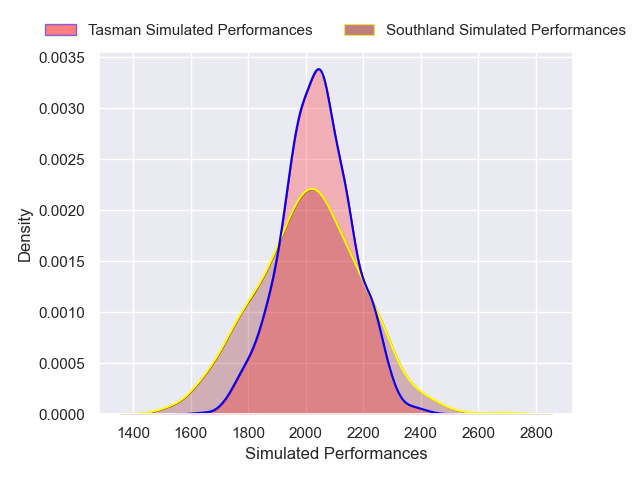 Tasman Simulated Performances Southland Simulated Performances
0.0035
0.0030
0.0025
0.0020
0.0015
0.0010
0.0005
0.0000
Density
1400 1600 1800 2000 2200 2400 2600 2800
Simulated Performances